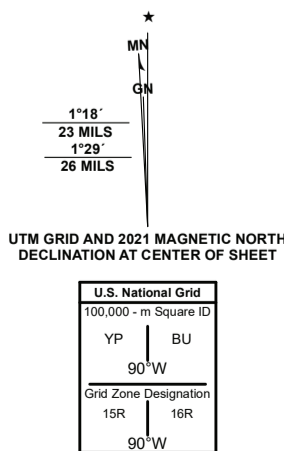 ★
MN
GN
1°18´
23 MILS
1°29´
26 MILS
UTM GRID AND 2021 MAGNETIC NORTH
DECLINATION AT CENTER OF SHEET
U.S. National Grid
100,000 - m Square ID
YP BU
90°W
Grid Zone Designation
15R 16R
90°W